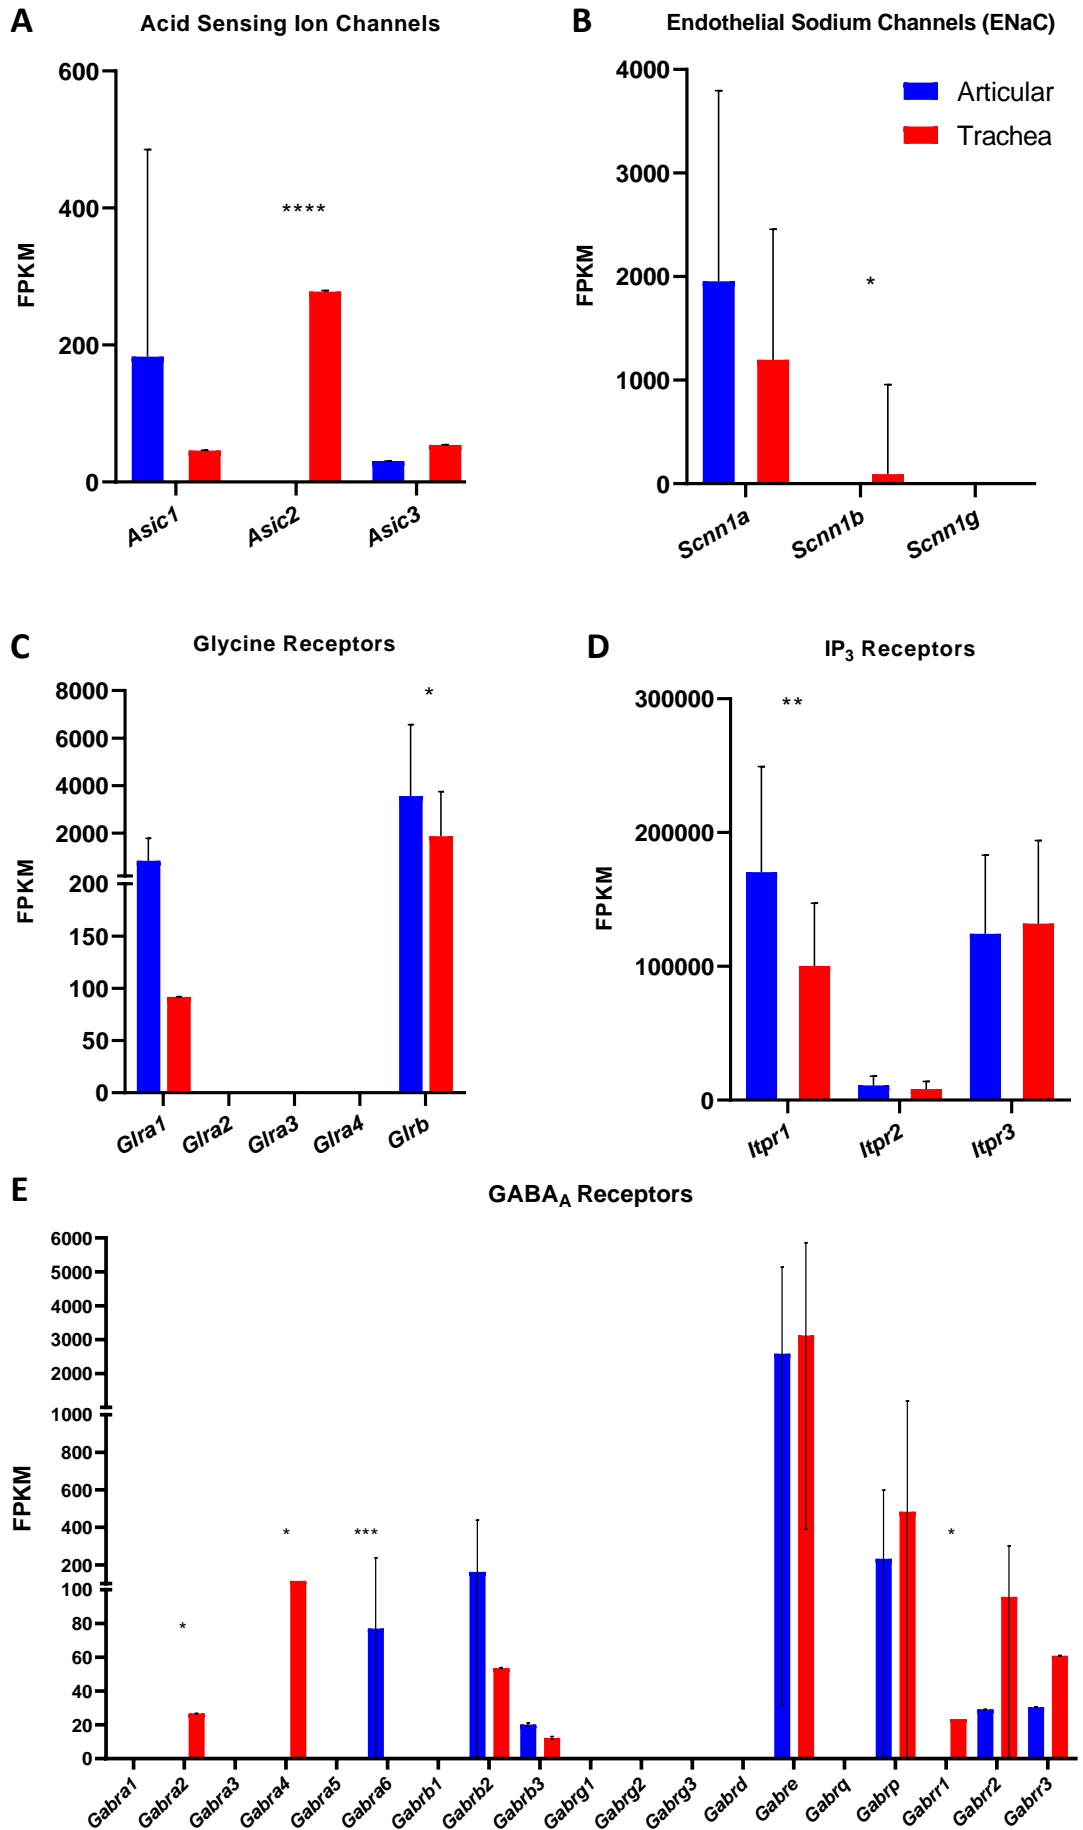 A
Acid Sensing Ion Channels
600
400
200
0
FPKM
****
Asic1
Asic2
Asic3
B
Endothelial Sodium Channels (ENaC)
4000
3000
2000
1000
0
FPKM
Articular
Trachea
*
Scnn1a
Scnn1b
Scnn1g
C
Glycine Receptors
8000
6000
4000
2000
200
150
100
50
0
FPKM
*
Glra1
Glra2
Glra3
Glra4
Glrb
D
IP3 Receptors
300000
200000
100000
0
FPKM
**
Itpr1
Itpr2
Itpr3
E
GABAA Receptors
6000
5000
4000
3000
2000
1000
800
600
400
200
100
80
60
40
20
0
FPKM
*
*
***
*
Gabra1
Gabra2
Gabra3
Gabra4
Gabra5
Gabra6
Gabrb1
Gabrb2
Gabrb3
Gabrg1
Gabrg2
Gabrg3
Gabrd
Gabre
Gabrq
Gabrp
Gabrr1
Gabrr2
Gabrr3